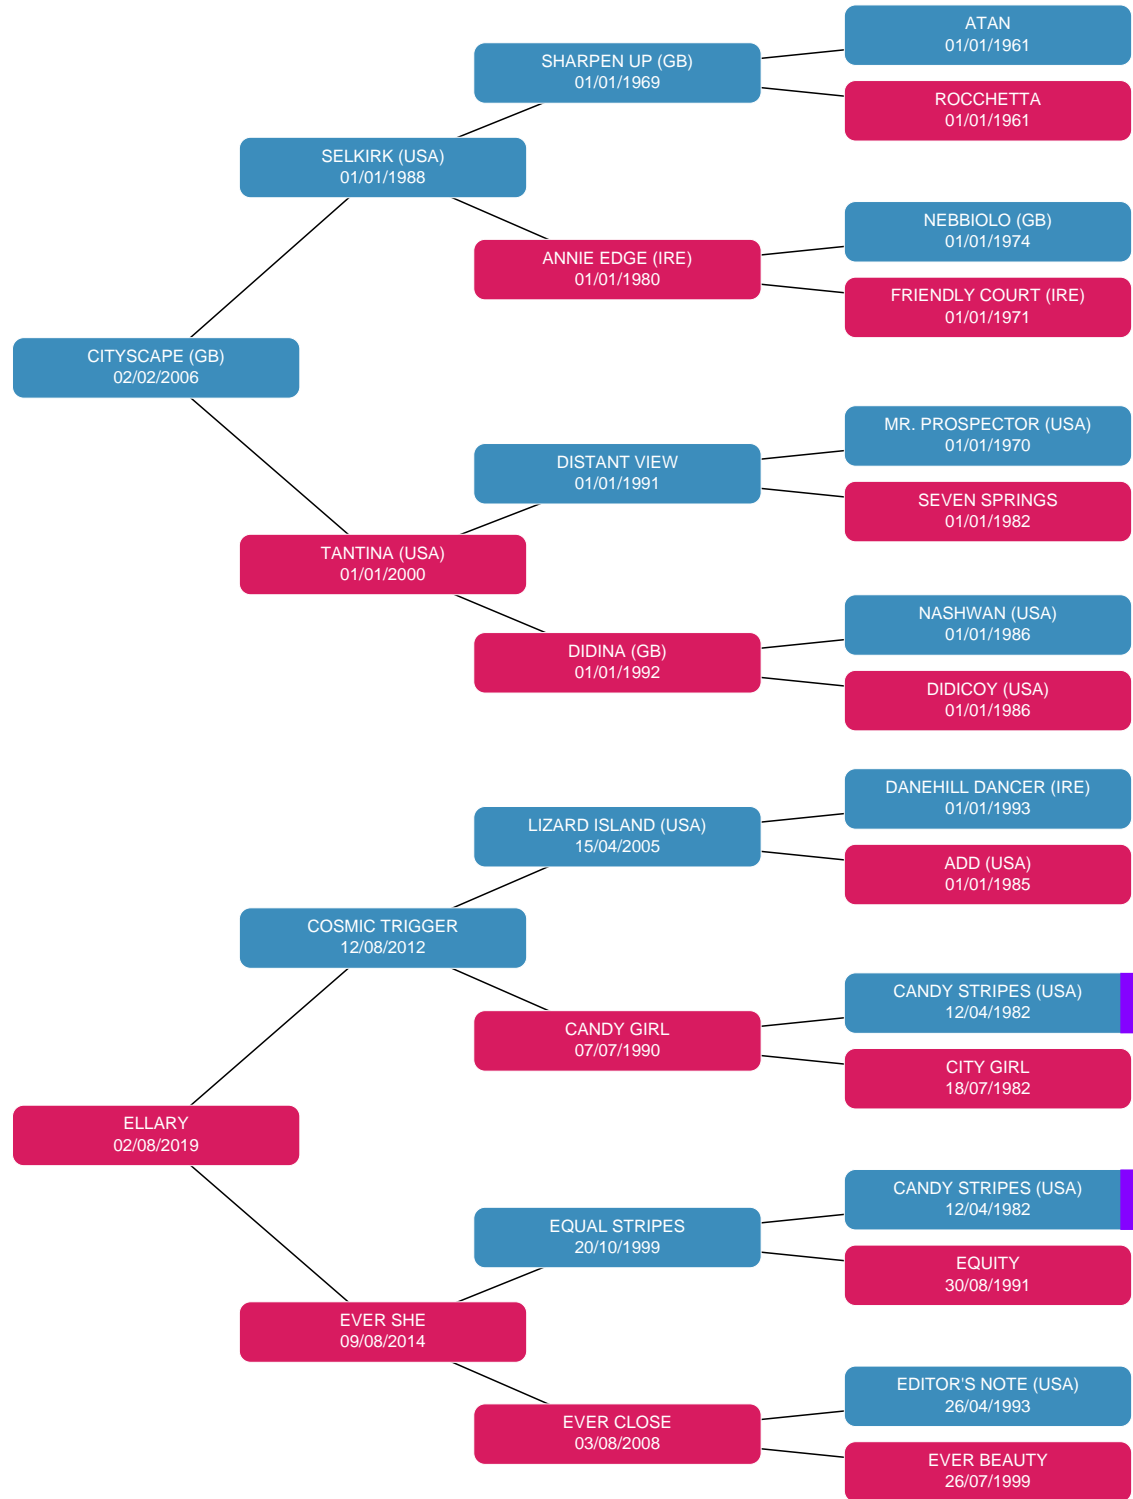 ATAN
01/01/1961
SHARPEN UP (GB)
01/01/1969
ROCCHETTA
01/01/1961
SELKIRK (USA)
01/01/1988
NEBBIOLO (GB)
01/01/1974
ANNIE EDGE (IRE)
01/01/1980
FRIENDLY COURT (IRE)
01/01/1971
CITYSCAPE (GB)
02/02/2006
MR. PROSPECTOR (USA)
01/01/1970
DISTANT VIEW
01/01/1991
SEVEN SPRINGS
01/01/1982
TANTINA (USA)
01/01/2000
NASHWAN (USA)
01/01/1986
DIDINA (GB)
01/01/1992
DIDICOY (USA)
01/01/1986
DANEHILL DANCER (IRE)
01/01/1993
LIZARD ISLAND (USA)
15/04/2005
ADD (USA)
01/01/1985
COSMIC TRIGGER
12/08/2012
CANDY STRIPES (USA)
12/04/1982
CANDY GIRL
07/07/1990
CITY GIRL
18/07/1982
ELLARY
02/08/2019
CANDY STRIPES (USA)
12/04/1982
EQUAL STRIPES
20/10/1999
EQUITY
30/08/1991
EVER SHE
09/08/2014
EDITOR'S NOTE (USA)
26/04/1993
EVER CLOSE
03/08/2008
EVER BEAUTY
26/07/1999